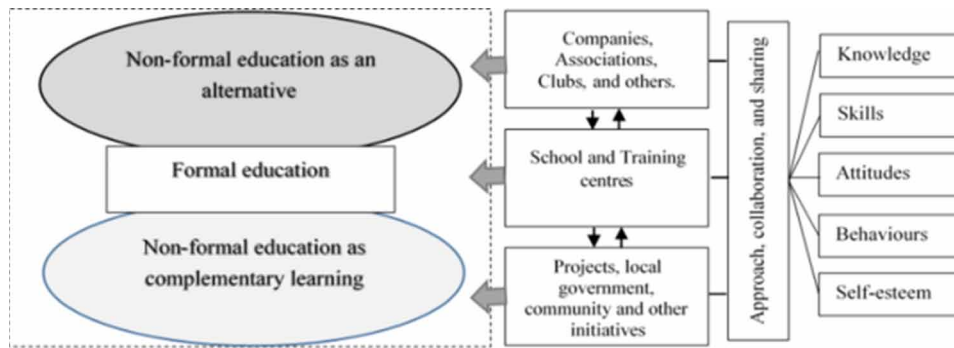 Non-formal education as an
alternative
Formal education
Non-formal education as
complementary learning
Companies,
Associations,
Clubs, and others.
School and Training
centres
Projects, local
government,
community and other
initiatives
Approach, collaboration, and sharing
Knowledge
Skills
Attitudes
Behaviours
Self-esteem